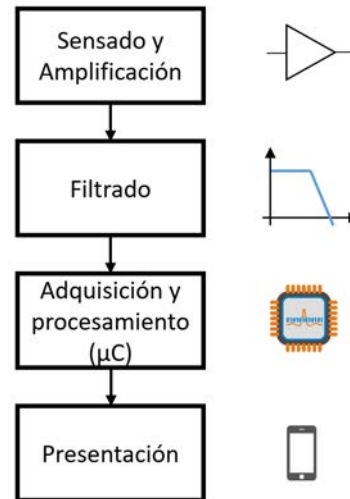 Sensado y
Amplificación
Filtrado
Adquisición y
procesamiento
(μC)
Presentación